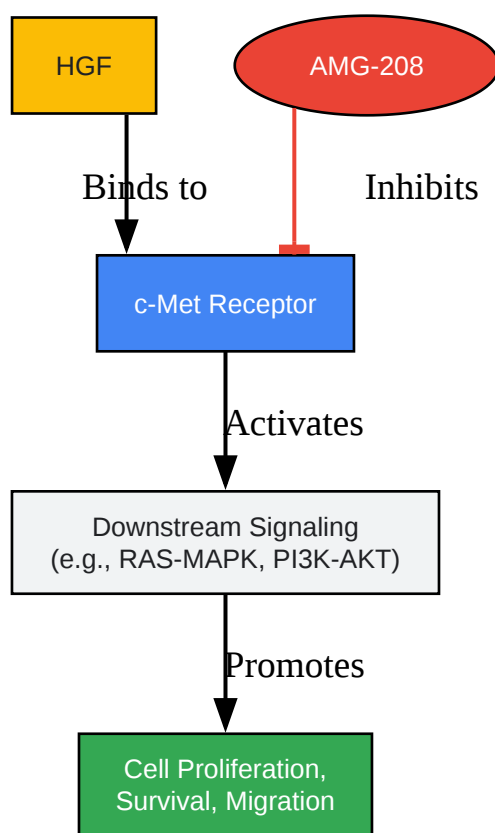 HGF
AMG-208
Binds to
Inhibits
c-Met Receptor
Activates
Downstream Signaling
(e.g., RAS-MAPK, PI3K-AKT)
Promotes
Cell Proliferation,
Survival, Migration